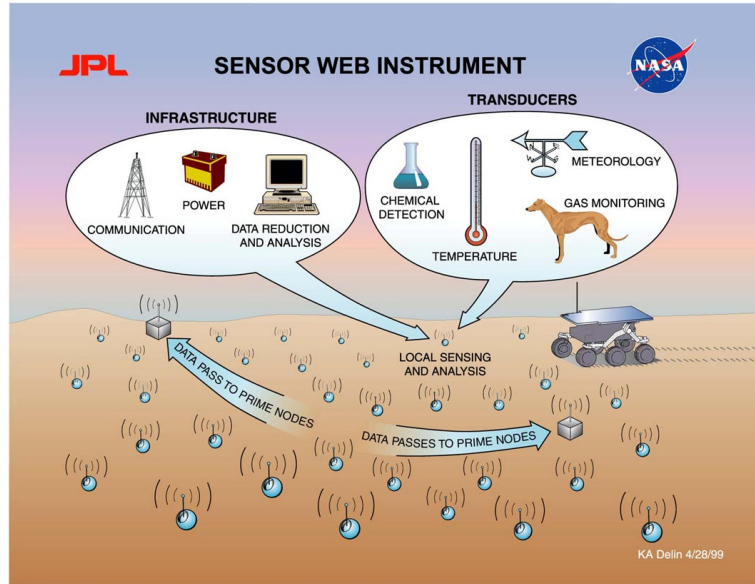 JPL
SENSOR WEB INSTRUMENT
NASA
INFRASTRUCTURE
COMMUNICATION
POWER
DATA REDUCTION
AND ANALYSIS
TRANSDUCERS
CHEMICAL
DETECTION
TEMPERATURE
METEOROLOGY
GAS MONITORING
LOCAL SENSING
AND ANALYSIS
DATA PASS TO PRIME NODES
DATA PASSES TO PRIME NODES
KA Delin 4/28/99